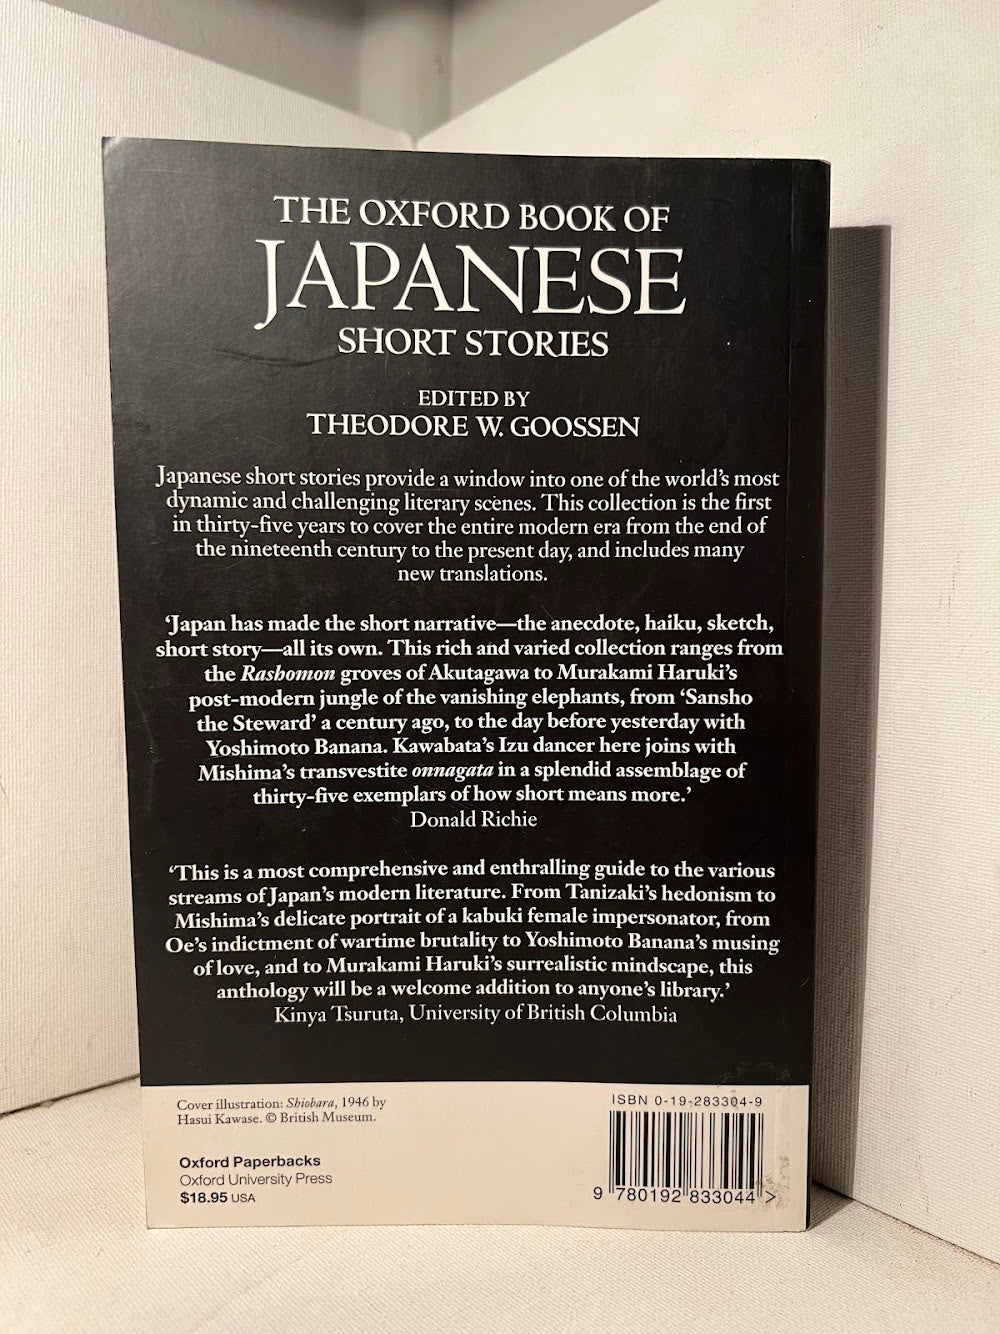 THE OXFORD BOOK OF
JAPANESE
SHORT STORIES
EDITED BY
THEODORE W. GOOSSEN
Japanese short stories provide a window into one of the world's most
dynamic and challenging literary scenes. This collection is the first
in thirty-five years to cover the entire modern era from the end of
the nineteenth century to the present day, and includes many
new translations.
'Japan has made the short narrative—the anecdote, haiku, sketch,
short story—all its own. This rich and varied collection ranges from
the Rashomon groves of Akutagawa to Murakami Haruki's
post-modern jungle of the vanishing elephants, from 'Sansho
the Steward' a century ago, to the day before yesterday with
Yoshimoto Banana. Kawabata's Izu dancer here joins with
Mishima's transvestite onnagata in a splendid assemblage of
thirty-five exemplars of how short means more.'
Donald Richie
'This is a most comprehensive and enthralling guide to the various
streams of Japan's modern literature. From Tanizaki's hedonism to
Mishima's delicate portrait of a kabuki female impersonator, from
Oe's indictment of wartime brutality to Yoshimoto Banana's musing
of love, and to Murakami Haruki's surrealistic mindscape, this
anthology will be a welcome addition to anyone's library.'
Kinya Tsuruta, University of British Columbia
Cover illustration: Shiobara, 1946 by
Hasui Kawase. © British Museum.
Oxford Paperbacks
Oxford University Press
$18.95 USA
ISBN 0-19-283304-9
9 780192 833044 >